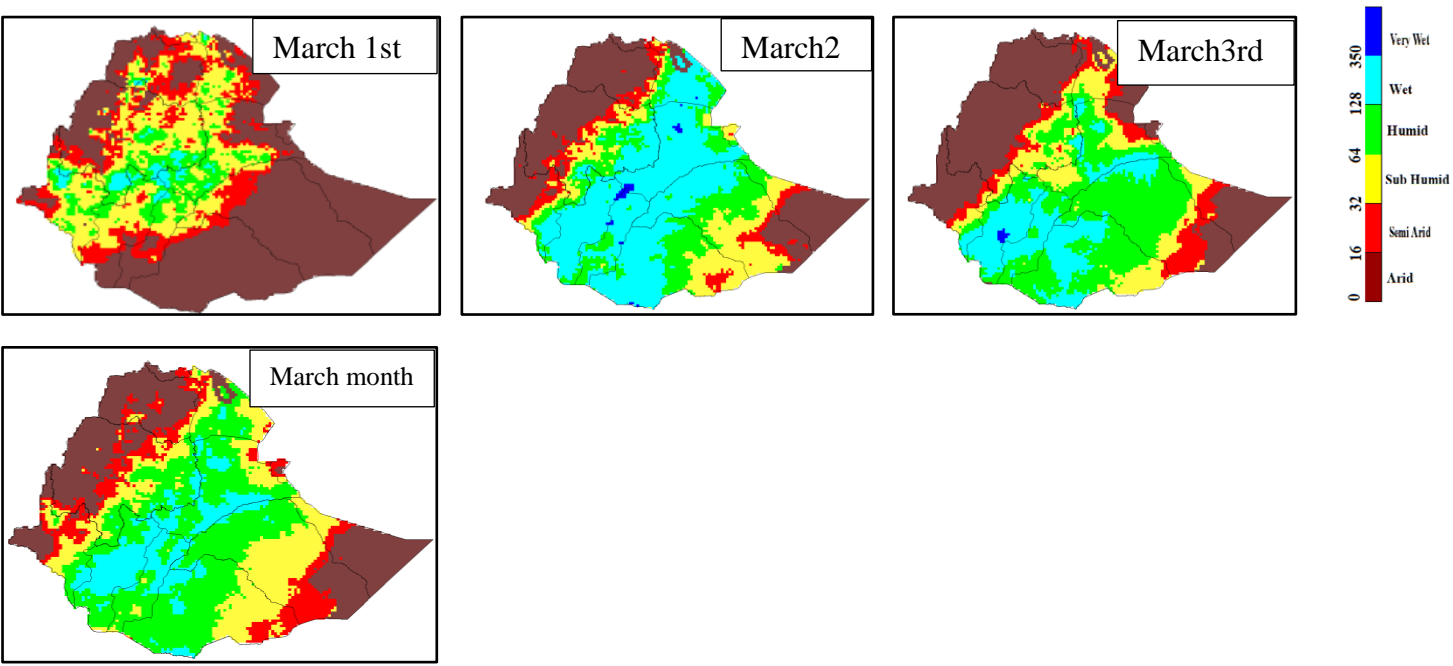 March 1st
March2
March3rd
350
128
64
32
16
0
Very Wet
Wet
Humid
Sub Humid
Semi Arid
Arid
March month